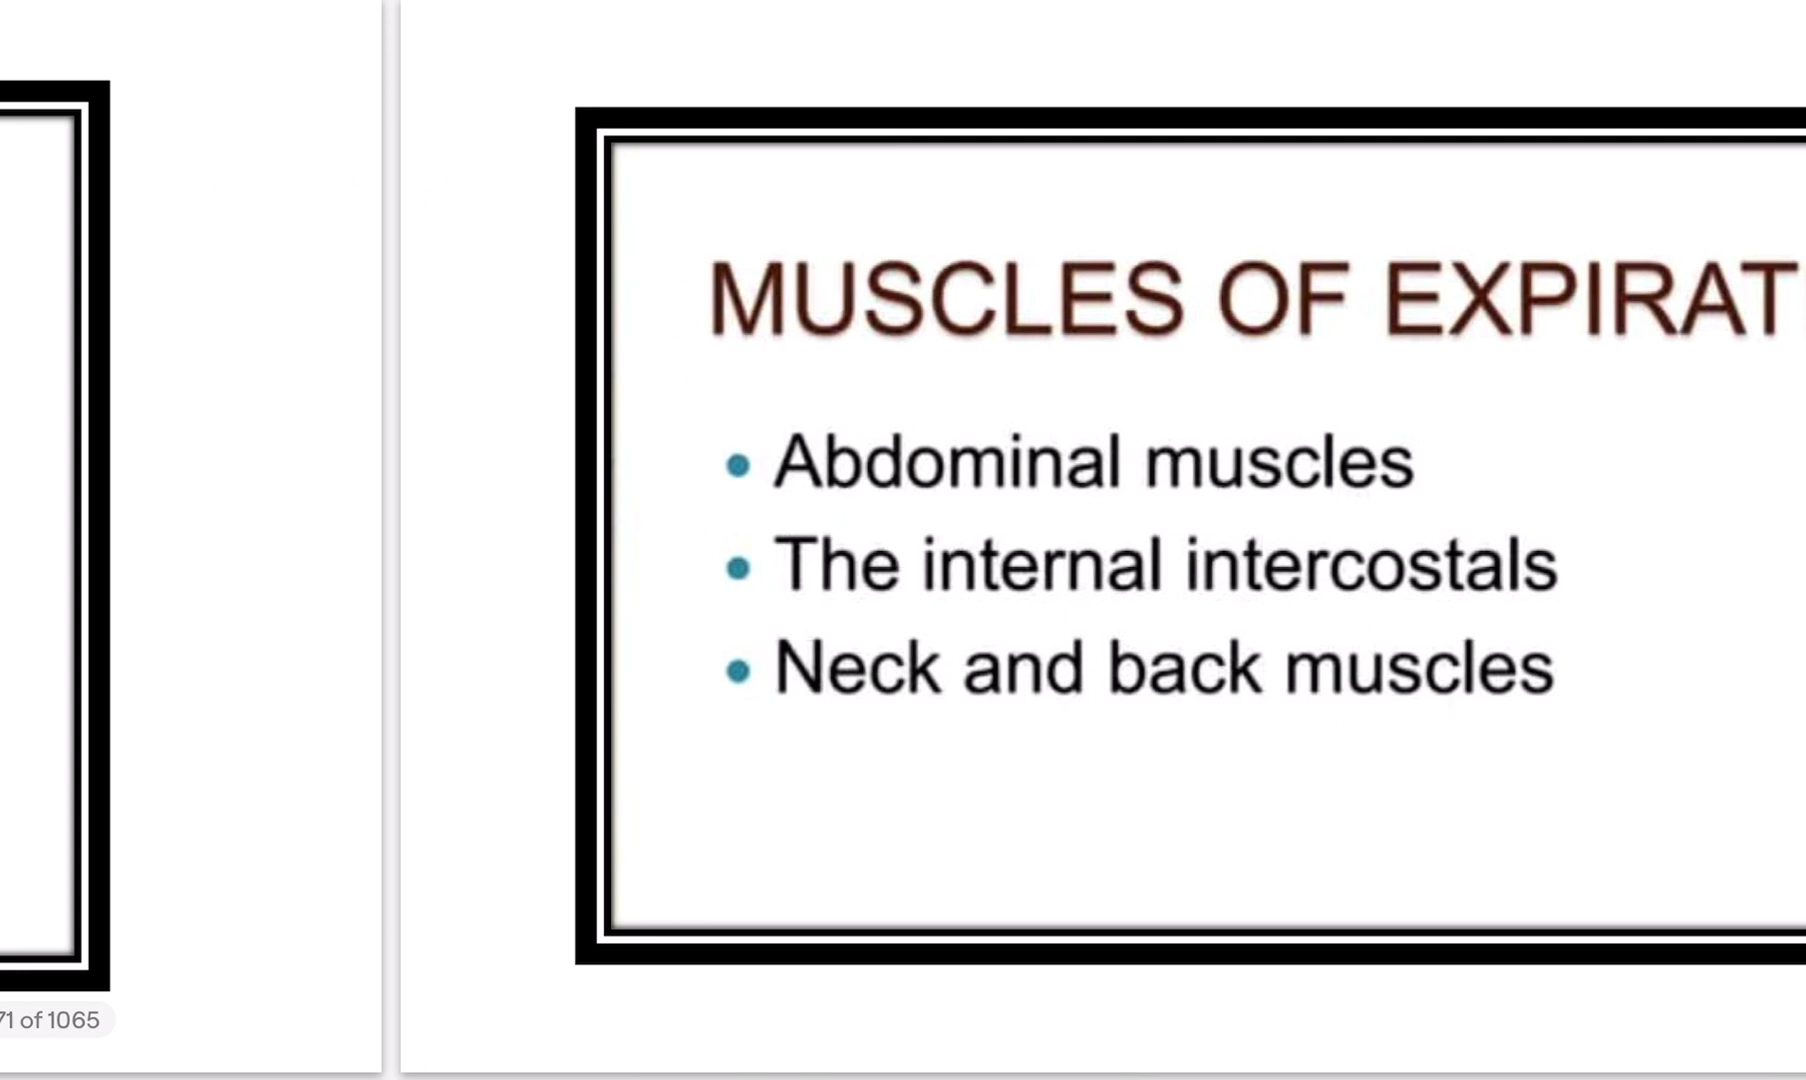 MUSCLES OF EXPIRAT
Abdominal muscles
The internal intercostals
Neck and back muscles
71 of 1065